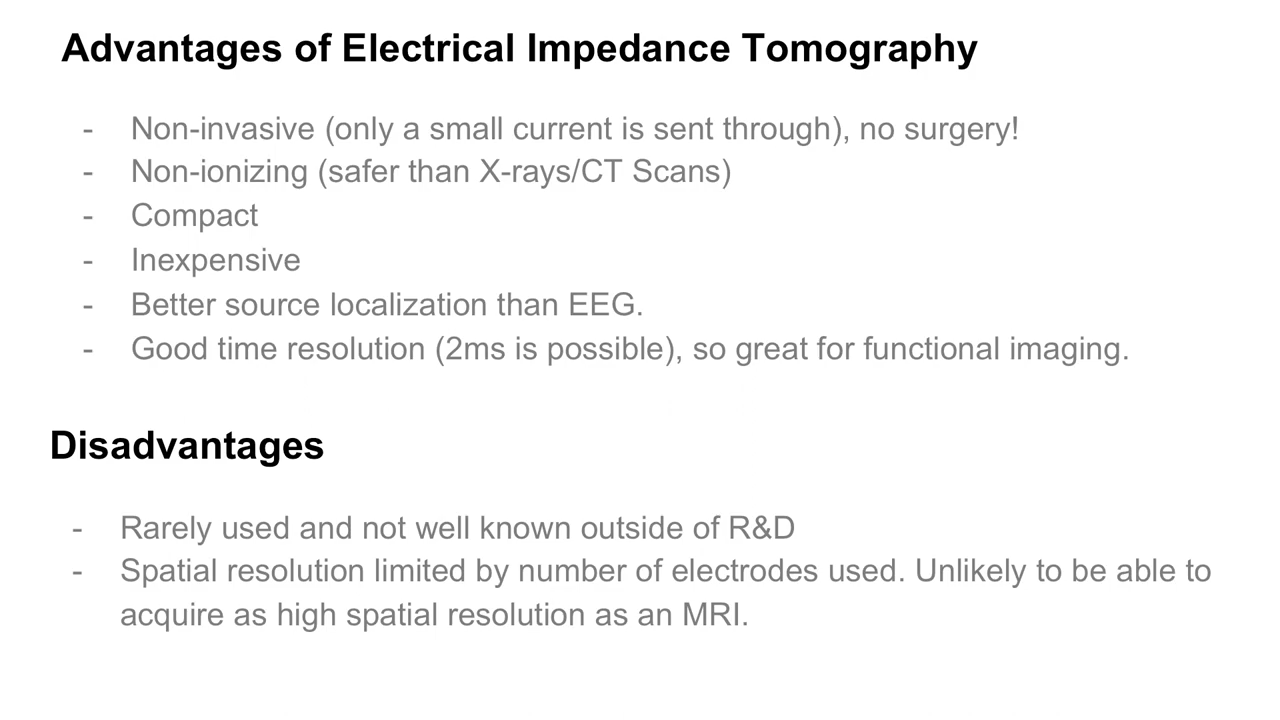 Advantages of Electrical Impedance Tomography
- Non-invasive (only a small current is sent through), no surgery!
- Non-ionizing (safer than X-rays/CT Scans)
- Compact
- Inexpensive
- Better source localization than EEG.
- Good time resolution (2ms is possible), so great for functional imaging.
Disadvantages
- Rarely used and not well known outside of R&D
- Spatial resolution limited by number of electrodes used. Unlikely to be able to
acquire as high spatial resolution as an MRI.